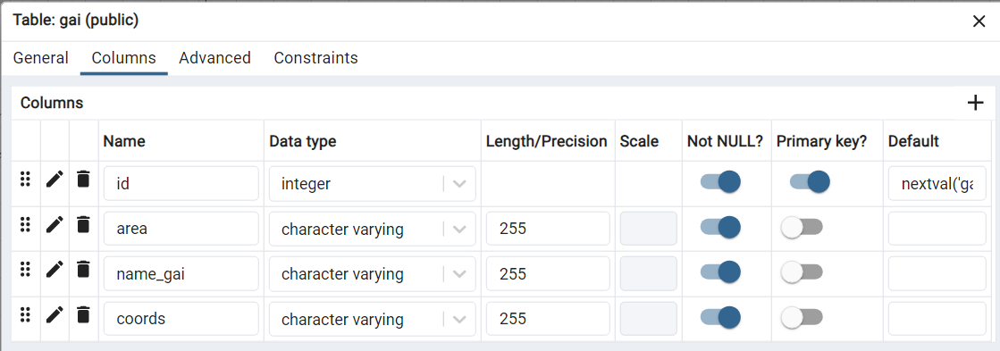 Table: gai (public)
General Columns Advanced Constraints
Columns
Name Data type Length/Precision Scale Not NULL? Primary key? Default
id integer nextval('ga
area character varying 255
name_gai character varying 255
coords character varying 255